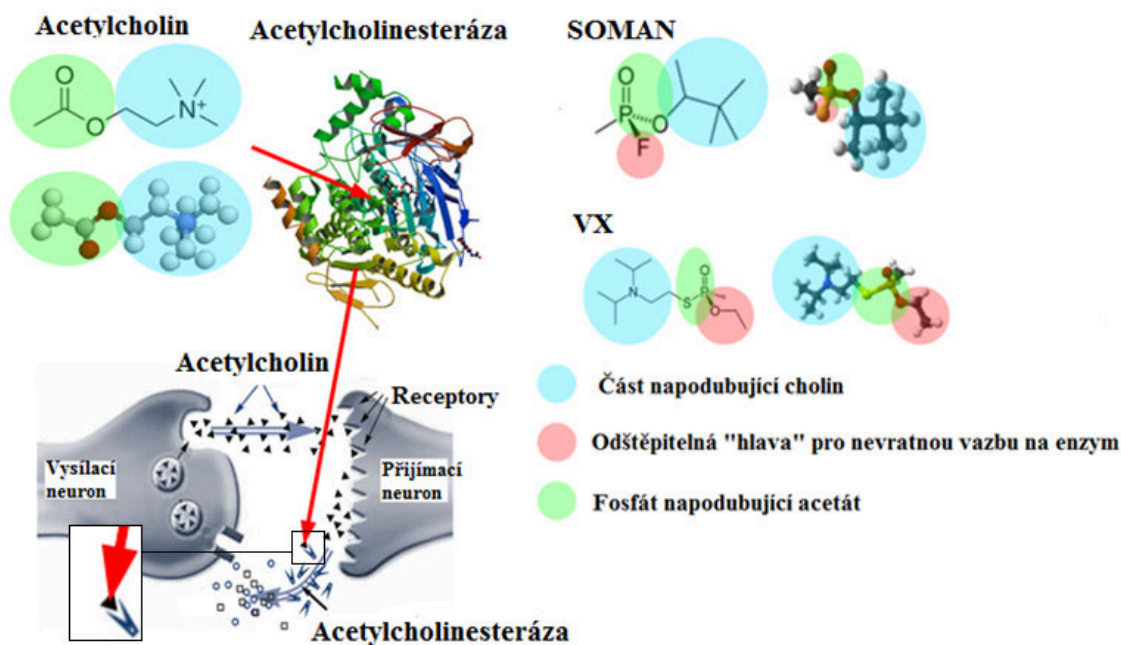 Acetylcholin
Acetylcholinesteráza
SOMAN
O
O
N+
O
P
O
F
VX
N
O
S
P
O
Acetylcholin
Receptory
Vysílací
neuron
Přijímací
neuron
Acetylcholinesteráza
Část napodubující cholin
Odštěpitelná "hlava" pro nevratnou vazbu na enzym
Fosfát napodubující acetát